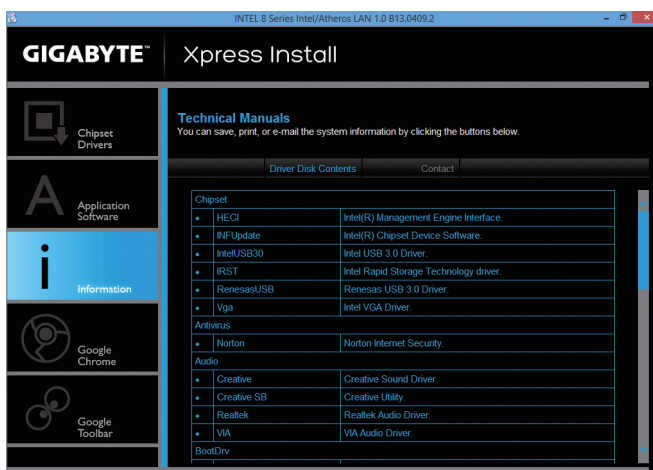 INTEL 8 Series Intel/Atheros LAN 1.0 B13.0409.2
GIGABYTE™ Xpress Install
Chipset
Drivers
Application
Software
Information
Google
Chrome
Google
Toolbar
Technical Manuals
You can save, print, or e-mail the system information by clicking the buttons below.
Driver Disk Contents Contact
Chipset
• HECI Intel(R) Management Engine Interface.
• INFUpdate Intel(R) Chipset Device Software.
• IntelUSB30 Intel USB 3.0 Driver.
• IRST Intel Rapid Storage Technology driver.
• RenesasUSB Renesas USB 3.0 Driver.
• Vga Intel VGA Driver.
Antivirus
• Norton Norton Internet Security.
Audio
• Creative Creative Sound Driver.
• Creative SB Creative Utility.
• Realtek Realtek Audio Driver.
• VIA VIA Audio Driver.
BootDrv